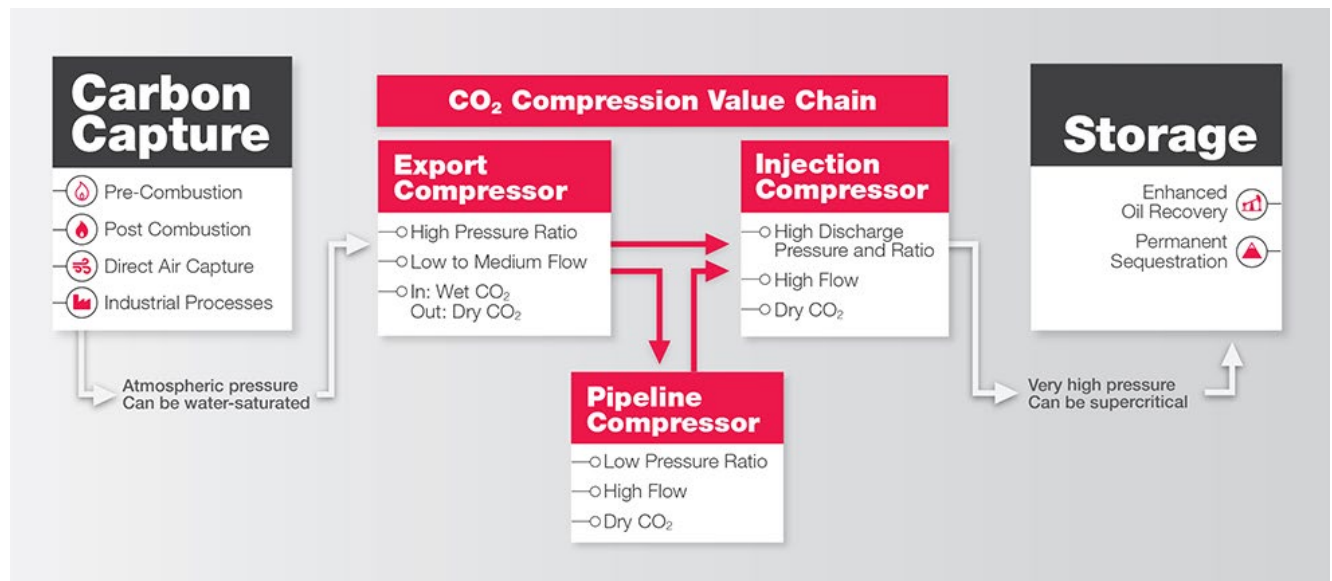 Carbon
Capture
Pre-Combustion
Post Combustion
Direct Air Capture
Industrial Processes
Atmospheric pressure
Can be water-saturated
CO₂ Compression Value Chain
Export
Compressor
High Pressure Ratio
Low to Medium Flow
In: Wet CO₂
Out: Dry CO₂
Pipeline
Compressor
Low Pressure Ratio
High Flow
Dry CO₂
Injection
Compressor
High Discharge
Pressure and Ratio
High Flow
Dry CO₂
Very high pressure
Can be supercritical
Storage
Enhanced
Oil Recovery
Permanent
Sequestration